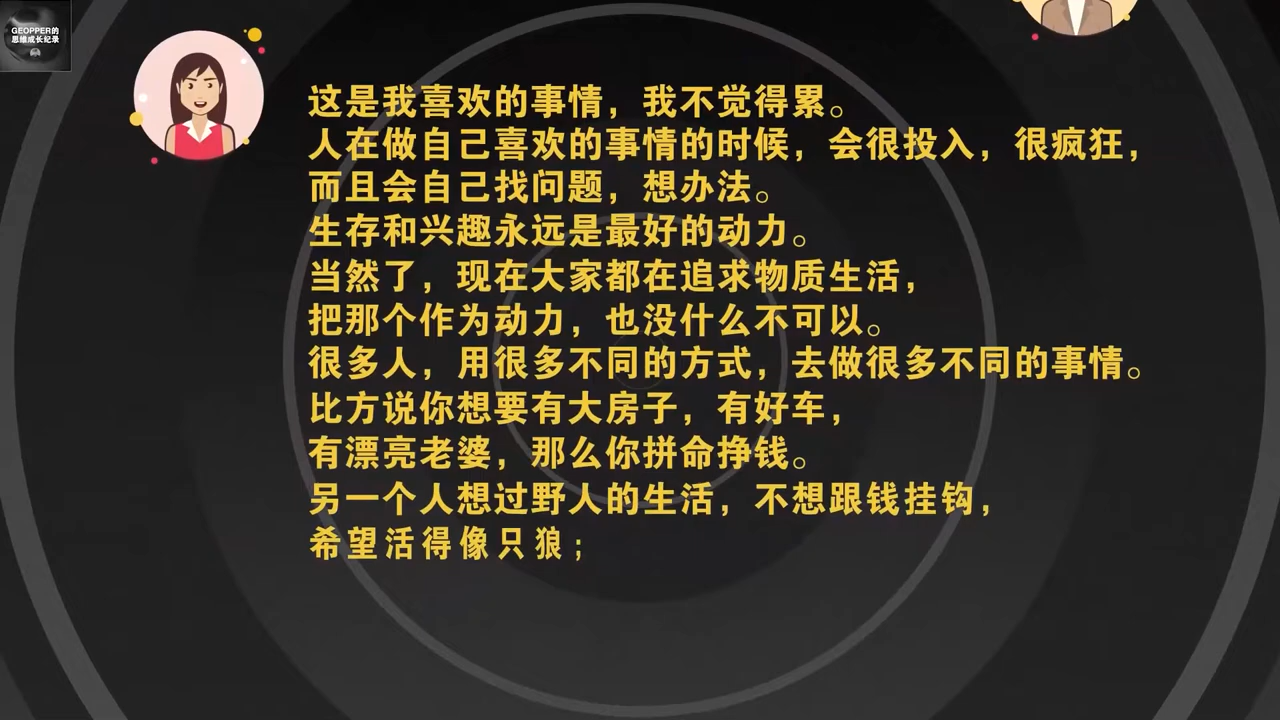 GEOPPER的
思维成长纪录
这是我喜欢的事情，我不觉得累。
人在做自己喜欢的事情的时候，会很投入，很疯狂，
而且会自己找问题，想办法。
生存和兴趣永远是最好的动力。
当然了，现在大家都在追求物质生活，
把那个作为动力，也没什么不可以。
很多人，用很多不同的方式，去做很多不同的事情。
比方说你想要有大房子，有好车，
有漂亮老婆，那么你拼命挣钱。
另一个人想过野人的生活，不想跟钱挂钩，
希望活得像只狼；